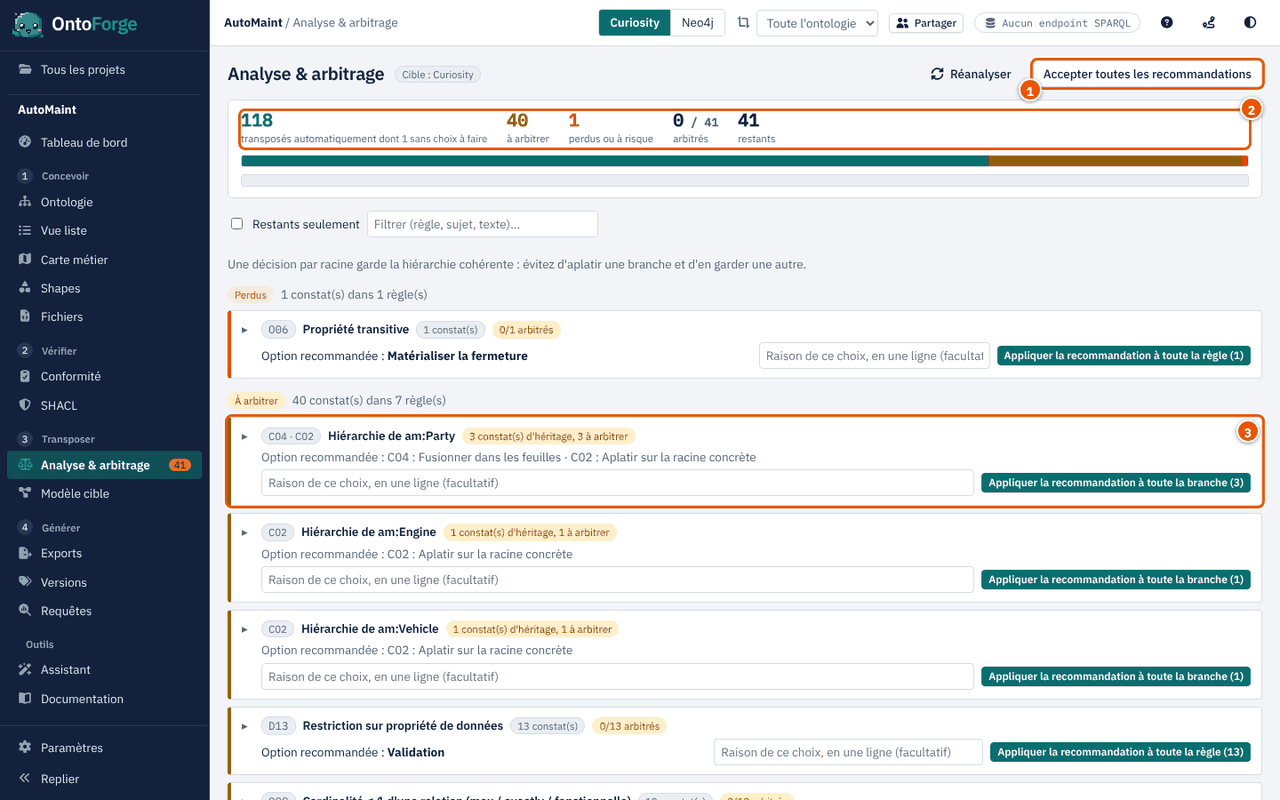 OntoForge
AutoMaint / Analyse & arbitrage
Curiosity
Neo4j
Toute l'ontologie
Partager
Aucun endpoint SPARQL
Tous les projets
AutoMaint
Tableau de bord
1 Concevoir
Ontologie
Vue liste
Carte métier
Shapes
Fichiers
2 Vérifier
Conformité
SHACL
3 Transposer
Analyse & arbitrage 41
Modèle cible
4 Générer
Exports
Versions
Requêtes
Outils
Assistant
Documentation
Paramètres
Replier
Analyse & arbitrage
Cible : Curiosity
Réanalyser
Accepter toutes les recommandations
1
2
118
transposés automatiquement dont 1 sans choix à faire
40
à arbitrer
1
perdus ou à risque
0 / 41
arbitrés
41
restants
Restants seulement
Filtrer (règle, sujet, texte)...
Une décision par racine garde la hiérarchie cohérente : évitez d'aplatir une branche et d'en garder une autre.
Perdus 1 constat(s) dans 1 règle(s)
006 Propriété transitive 1 constat(s) 0/1 arbitrés
Option recommandée : Matérialiser la fermeture
Raison de ce choix, en une ligne (facultat
Appliquer la recommandation à toute la règle (1)
À arbitrer 40 constat(s) dans 7 règle(s)
3
C04 · C02 Hiérarchie de am:Party 3 constat(s) d'héritage, 3 à arbitrer
Option recommandée : C04 : Fusionner dans les feuilles · C02 : Aplatir sur la racine concrète
Raison de ce choix, en une ligne (facultatif)
Appliquer la recommandation à toute la branche (3)
C02 Hiérarchie de am:Engine 1 constat(s) d'héritage, 1 à arbitrer
Option recommandée : C02 : Aplatir sur la racine concrète
Raison de ce choix, en une ligne (facultatif)
Appliquer la recommandation à toute la branche (1)
C02 Hiérarchie de am:Vehicle 1 constat(s) d'héritage, 1 à arbitrer
Option recommandée : C02 : Aplatir sur la racine concrète
Raison de ce choix, en une ligne (facultatif)
Appliquer la recommandation à toute la branche (1)
D13 Restriction sur propriété de données 13 constat(s) 0/13 arbitrés
Option recommandée : Validation
Raison de ce choix, en une ligne (facultatif)
Appliquer la recommandation à toute la règle (13)
Cardinalité d'une relation (max / exactly / fonctionnelle)